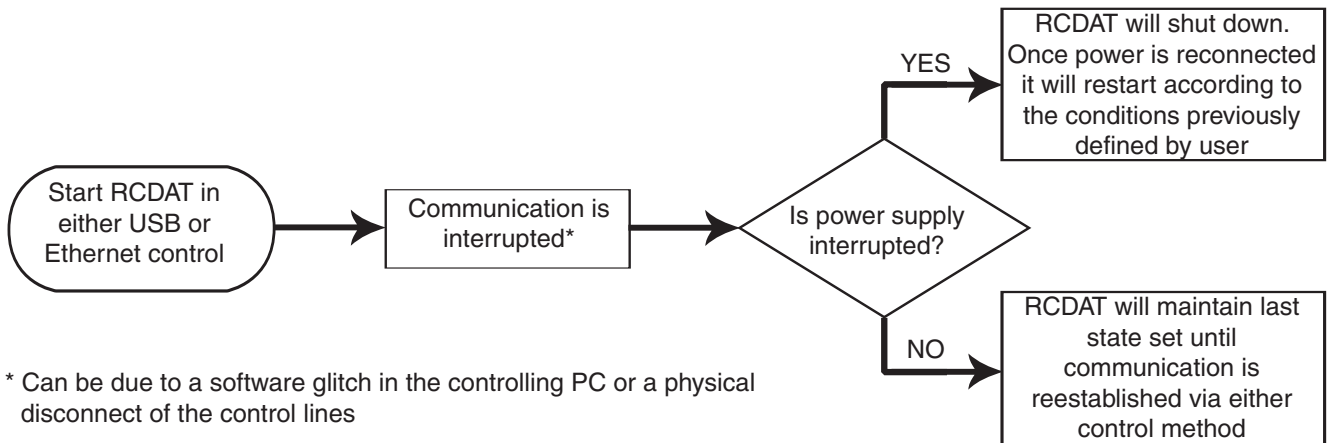 Start RCDAT in
either USB or
Ethernet control
Communication is
interrupted*
Is power supply
interrupted?
YES
RCDAT will shut down.
Once power is reconnected
it will restart according to
the conditions previously
defined by user
NO
RCDAT will maintain last
state set until
communication is
reestablished via either
control method
* Can be due to a software glitch in the controlling PC or a physical
disconnect of the control lines